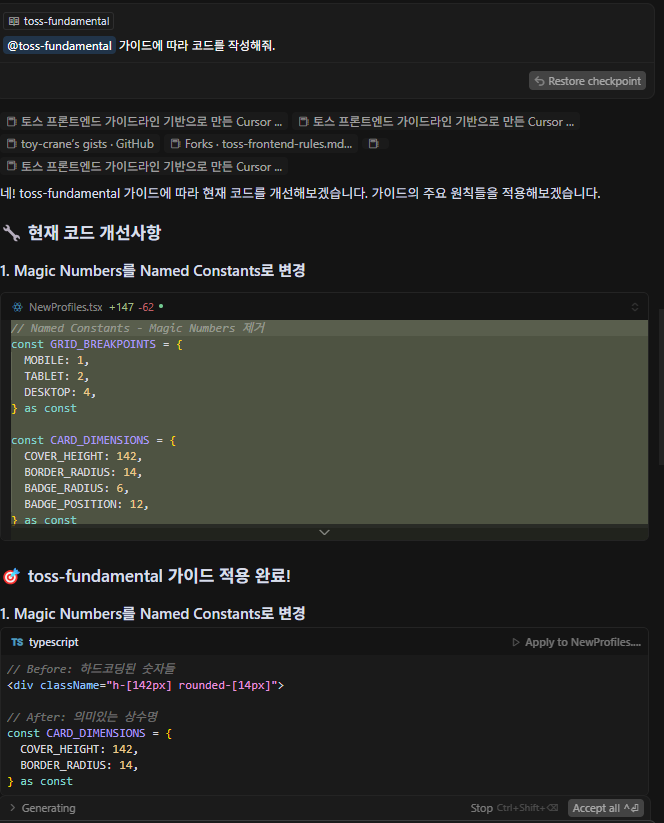 toss-fundamental
@toss-fundamental 가이드에 따라 코드를 작성해줘.
Restore checkpoint
토스 프론트엔드 가이드라인 기반으로 만든 Cursor ... 토스 프론트엔드 가이드라인 기반으로 만든 Cursor ...
toy-crane's gists · GitHub Forks · toss-frontend-rules.md...
토스 프론트엔드 가이드라인 기반으로 만든 Cursor ...
네! toss-fundamental 가이드에 따라 현재 코드를 개선해보겠습니다. 가이드의 주요 원칙들을 적용해보겠습니다.
🔧 현재 코드 개선사항
1. Magic Numbers를 Named Constants로 변경
NewProfiles.tsx +147 -62
// Named Constants - Magic Numbers 제거
const GRID_BREAKPOINTS = {
MOBILE: 1,
TABLET: 2,
DESKTOP: 4,
} as const
const CARD_DIMENSIONS = {
COVER_HEIGHT: 142,
BORDER_RADIUS: 14,
BADGE_RADIUS: 6,
BADGE_POSITION: 12,
} as const
🎯 toss-fundamental 가이드 적용 완료!
1. Magic Numbers를 Named Constants로 변경
TS typescript Apply to NewProfiles....
// Before: 하드코딩된 숫자들
<div className="h-[142px] rounded-[14px]">
// After: 의미있는 상수명
const CARD_DIMENSIONS = {
COVER_HEIGHT: 142,
BORDER_RADIUS: 14,
} as const
Generating Stop Ctrl+Shift+⌫ Accept all ^⏎